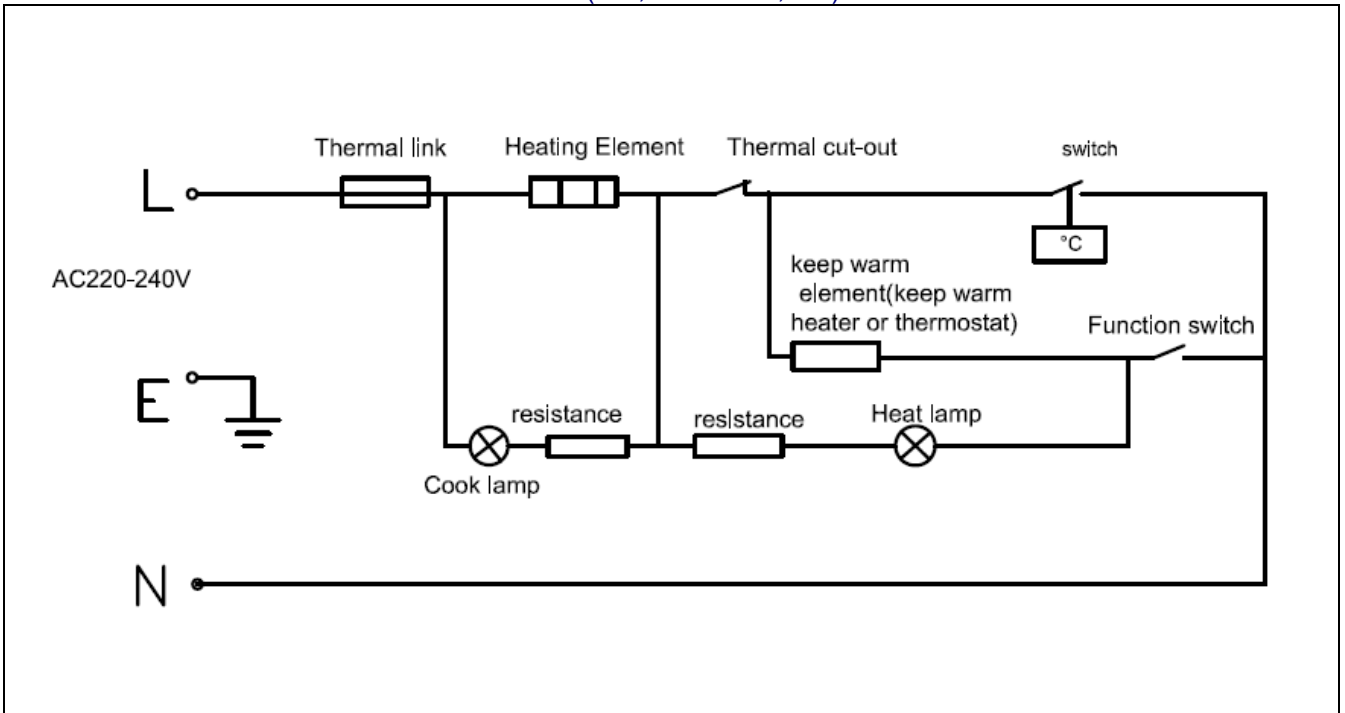 Thermal link
Heating Element
Thermal cut-out
switch
L
°C
AC220-240V
keep warm
element(keep warm
heater or thermostat)
Function switch
E
resistance
resistance
Heat lamp
Cook lamp
N